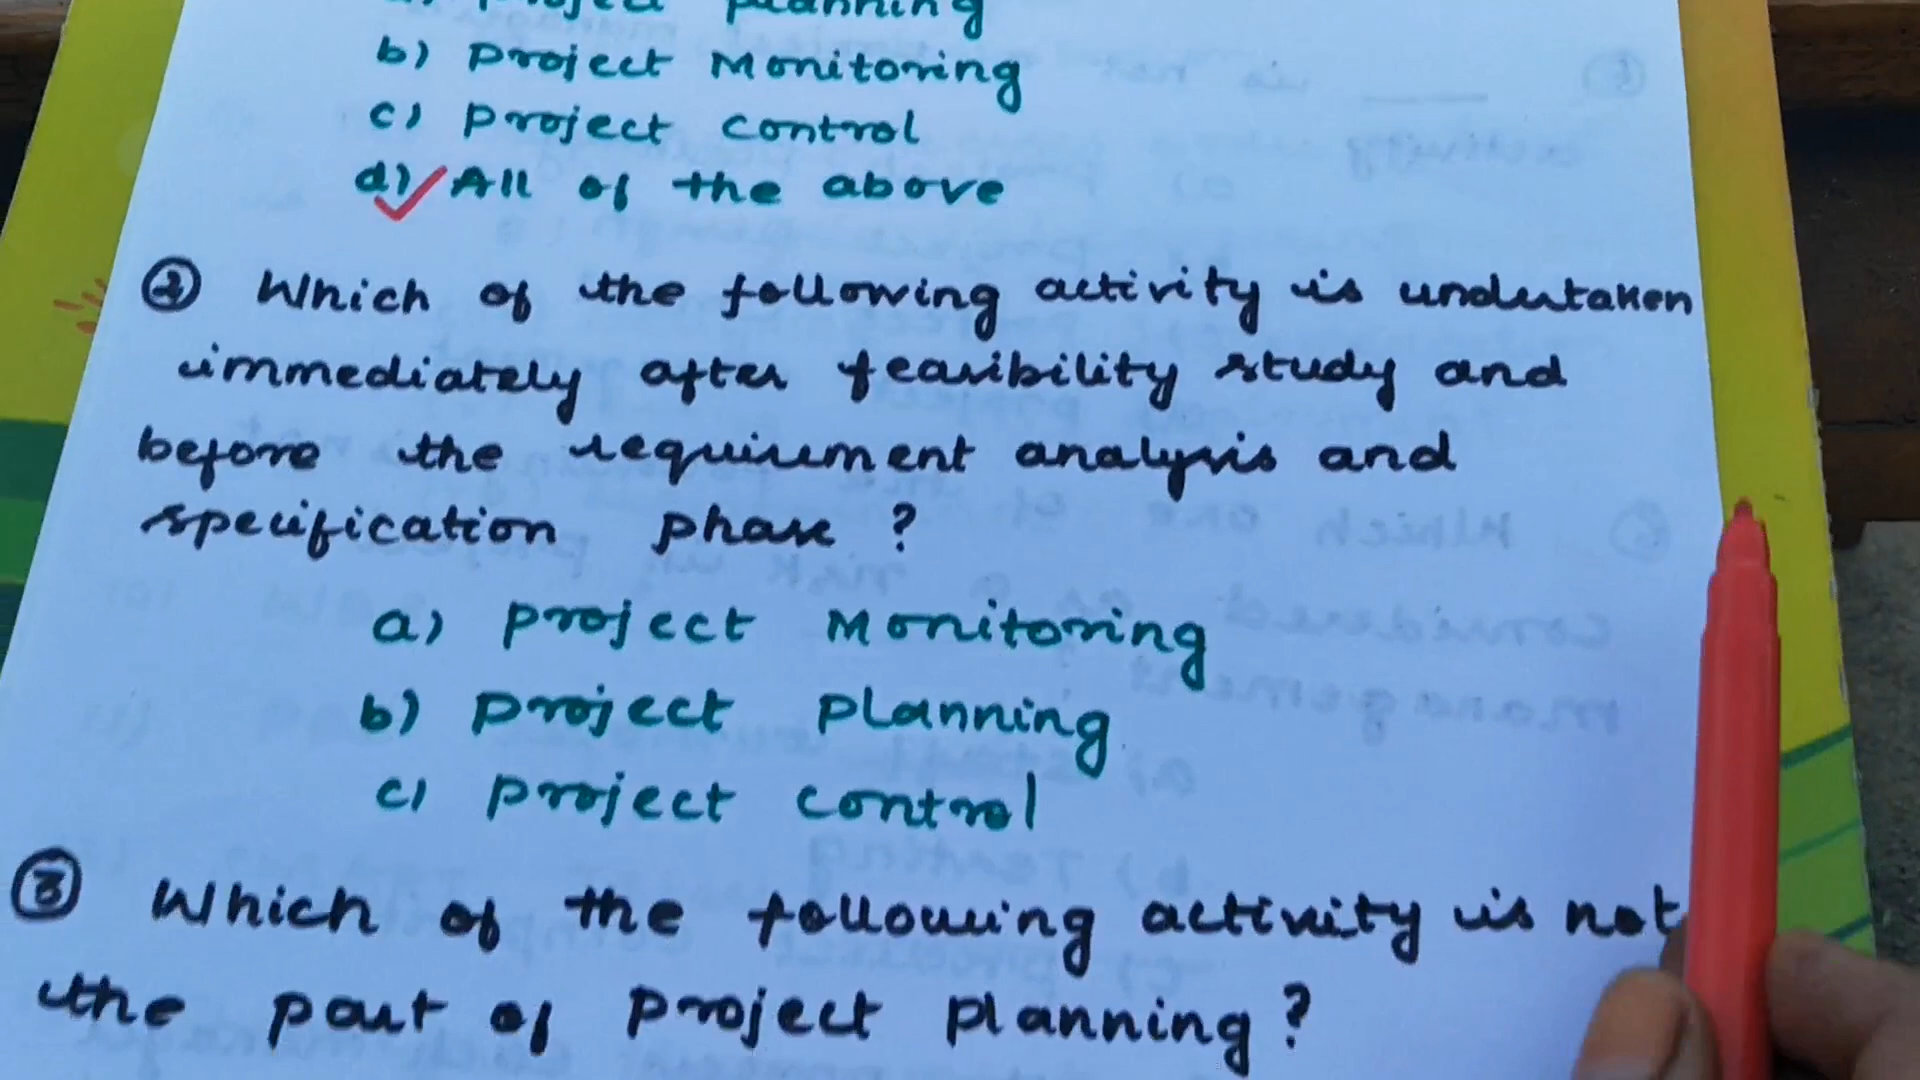 Project planning
b) Project Monitoring
c) Project control
d) All of the above
② Which of the following activity is undertaken
immediately after feasibility study and
before the requirement analysis and
specification phase ?
a) Project Monitoring
b) Project planning
c) Project control
③ Which of the following activity is not
the part of project planning ?